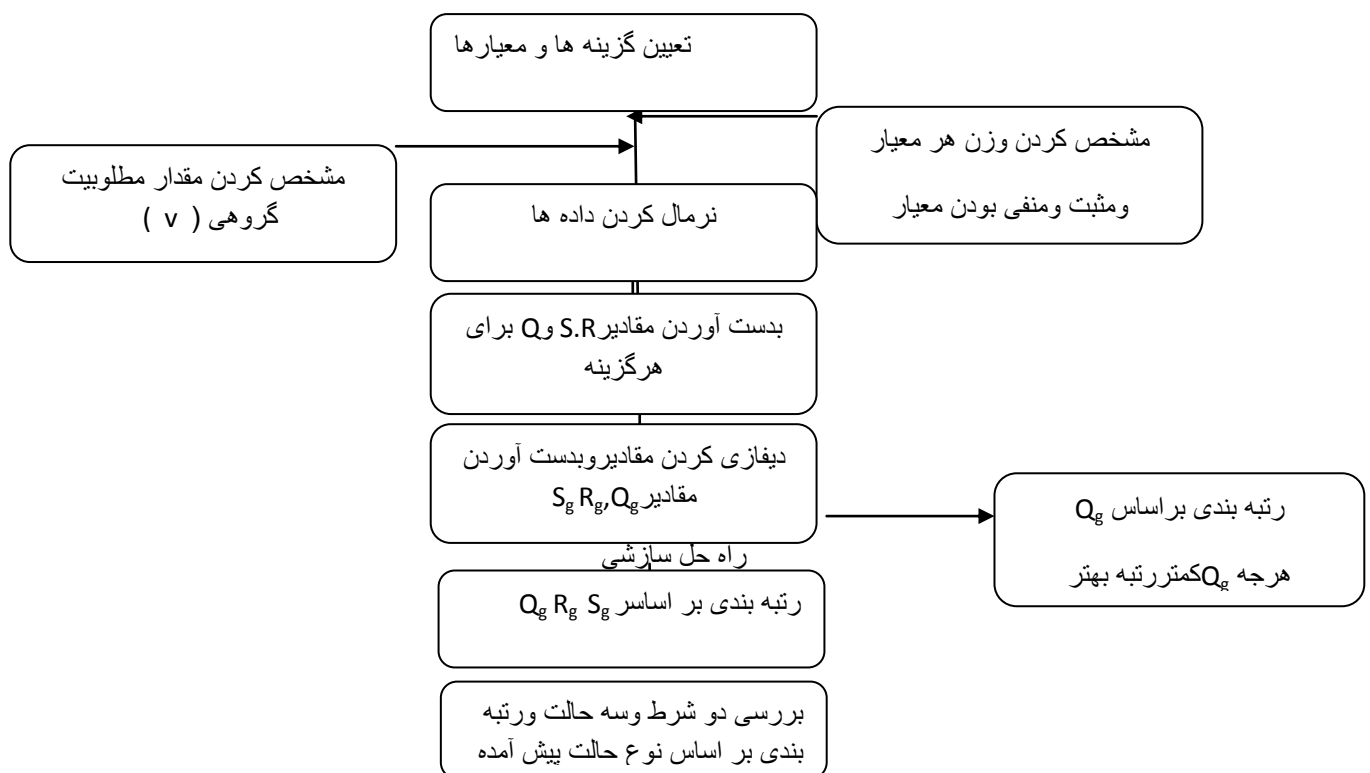 تعیین گزینه ها و معیارها
مشخص کردن وزن هر معیار
ومثبت ومنفی بودن معیار
مشخص کردن مقدار مطلوبیت
گروهی ( v )
نرمال کردن داده ها
بدست آوردن مقادیرS.R وQ برای
هرگزینه
دیفازی کردن مقادیروبدست آوردن
مقادیرSg Rg,Qg
رتبه بندی براساس Qg
هرجه Qgکمتررتبه بهتر
راه حل سازشی
رتبه بندی بر اساسر Qg Rg Sg
بررسی دو شرط وسه حالت ورتبه
بندی بر اساس نوع حالت پیش آمده